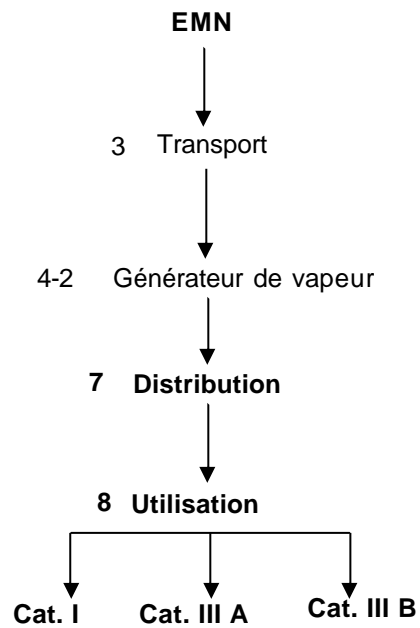 EMN
3 Transport
4-2 Générateur de vapeur
7 Distribution
8 Utilisation
Cat. I Cat. III A Cat. III B